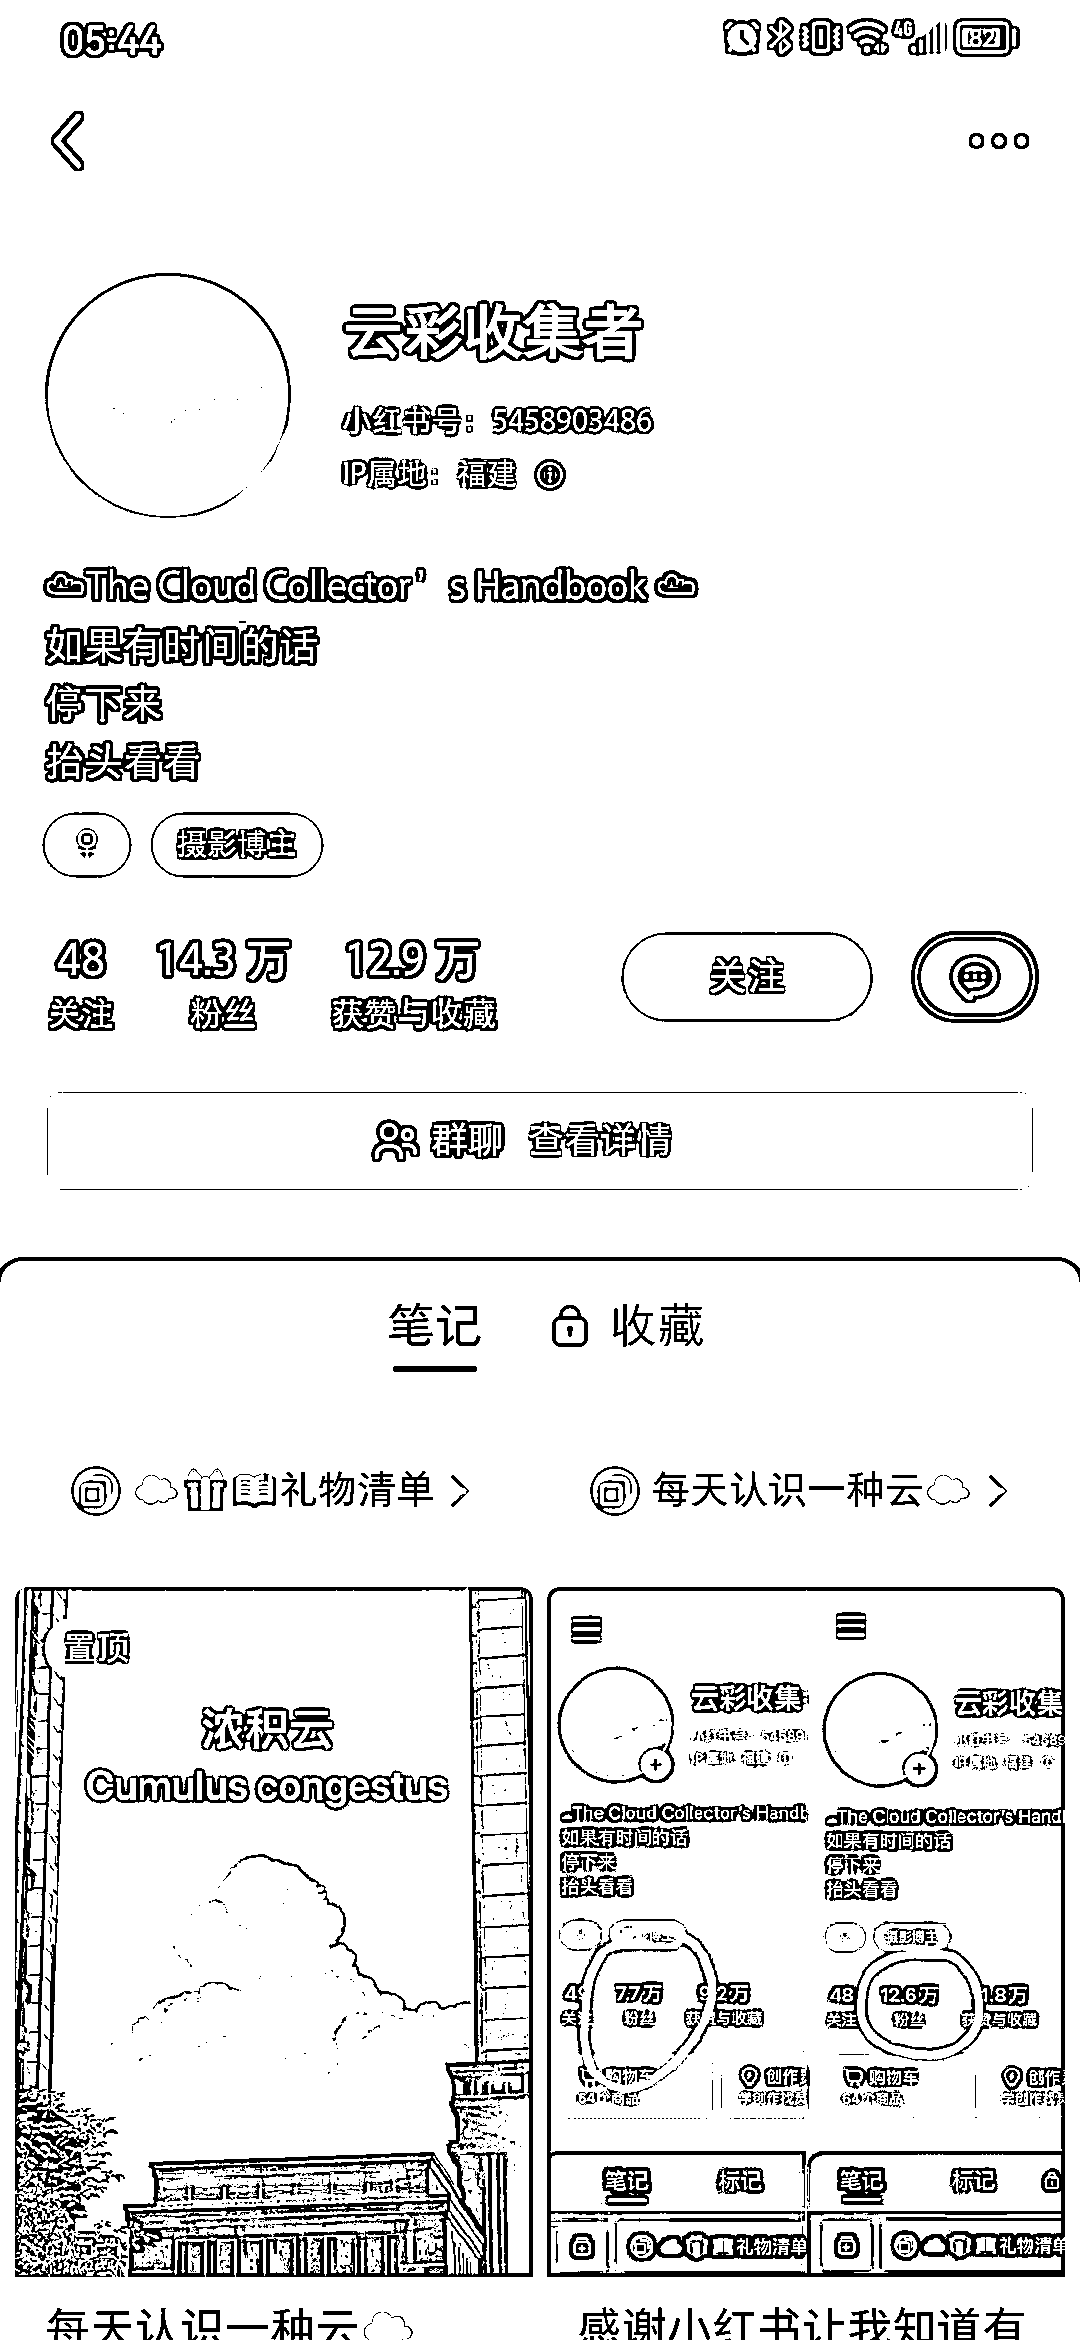 05:44
4G 82
云彩收集者
小红书号：5458903486
IP属地：福建
☁The Cloud Collector’s Handbook☁
如果有时间的话
停下来
抬头看看
摄影博主
48 14.3万 12.9万
关注 粉丝 获赞与收藏
关注
群聊 查看详情
笔记 收藏
☁🎁📖礼物清单 >
每天认识一种云☁ >
置顶
浓积云
Cumulus congestus
每天认识一种云☁
云彩收集
☁The Cloud Collector's Handb
如果有时间的话
停下来
抬头看看
7.7万
粉丝 获赞与收藏
购物车 创作
64个商品
笔记 标记
礼物清单
云彩收集
☁The Cloud Collector's Hand
如果有时间的话
停下来
抬头看看
摄影博主
48 12.6万 1.8万
关注 粉丝 获赞与收藏
购物车 创作
64个商品
笔记 标记
礼物清单
感谢小红书让我知道有